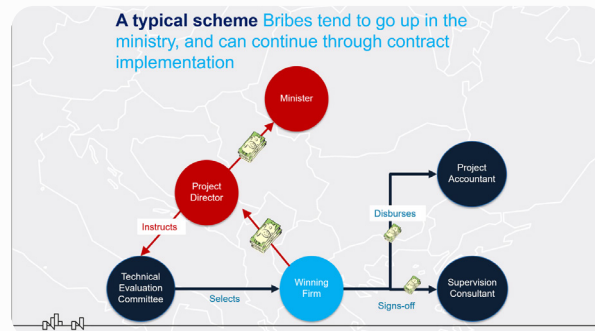 A typical scheme Bribes tend to go up in the
ministry, and can continue through contract
implementation
Minister
Project
Director
Project
Accountant
Disburses
Instructs
Technical
Evaluation
Committee
Selects
Winning
Firm
Signs-off
Supervision
Consultant